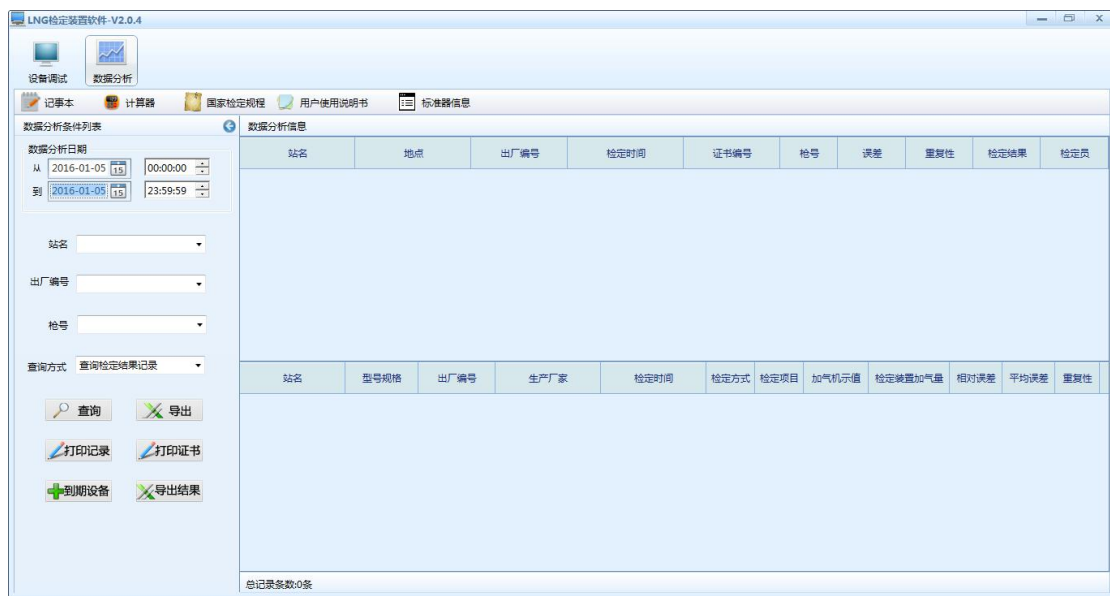 LNG检定装置软件-V2.0.4
设备调试 数据分析
记事本 计算器 国家检定规程 用户使用说明书 标准器信息
数据分析条件列表 数据分析信息
数据分析日期
从 2016-01-05 15 00:00:00
到 2016-01-05 15 23:59:59
站名 地点 出厂编号 检定时间 证书编号 枪号 误差 重复性 检定结果 检定员
站名
出厂编号
枪号
查询方式 查询检定结果记录
站名 型号规格 出厂编号 生产厂家 检定时间 检定方式 检定项目 加气机示值 检定装置加气量 相对误差 平均误差 重复性
查询 导出
打印记录 打印证书
到期设备 导出结果
总记录条数:0条